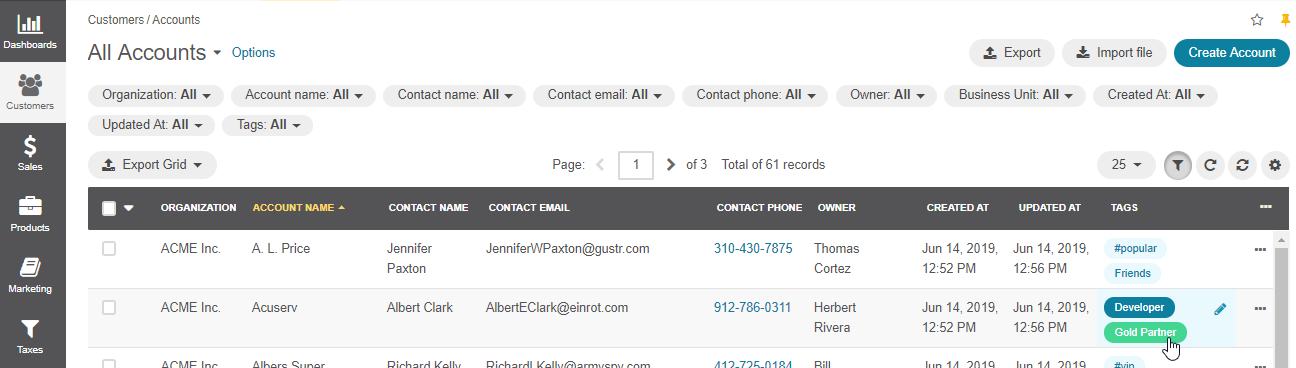 Dashboards
Customers
Sales
Products
Marketing
Taxes
Customers / Accounts
All Accounts Options
Export Import file Create Account
Organization: All Account name: All Contact name: All Contact email: All Contact phone: All Owner: All Business Unit: All Created At: All
Updated At: All Tags: All
Export Grid Page: 1 of 3 Total of 61 records 25
ORGANIZATION ACCOUNT NAME CONTACT NAME CONTACT EMAIL CONTACT PHONE OWNER CREATED AT UPDATED AT TAGS
ACME Inc. A. L. Price Jennifer JenniferWPaxton@gustr.com 310-430-7875 Thomas Jun 14, 2019, Jun 14, 2019, #popular
Paxton Cortez 12:52 PM 12:56 PM Friends
ACME Inc. Acuserv Albert Clark AlbertEClark@einrot.com 912-786-0311 Herbert Jun 14, 2019, Jun 14, 2019, Developer
Rivera 12:52 PM 12:56 PM Gold Partner
ACME Inc. Albers Super Richard Kelly RichardLKelly@armyspy.com 412-725-0184 Bill Jun 14, 2019, Jun 14, 2019, #vip